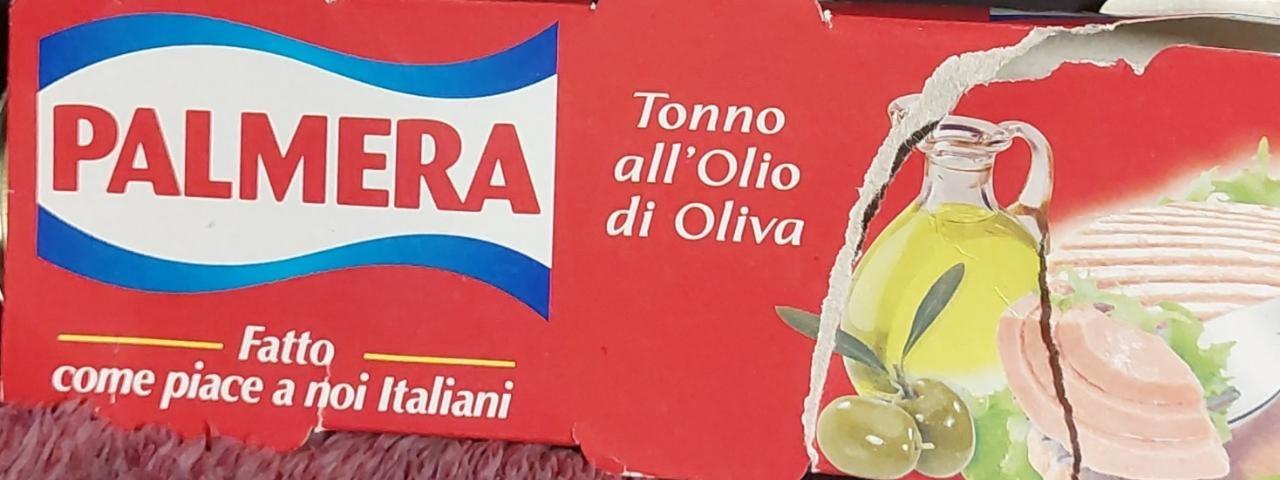 PALMERA
Fatto
come piace a noi Italiani
Tonno
all'Olio
di Oliva